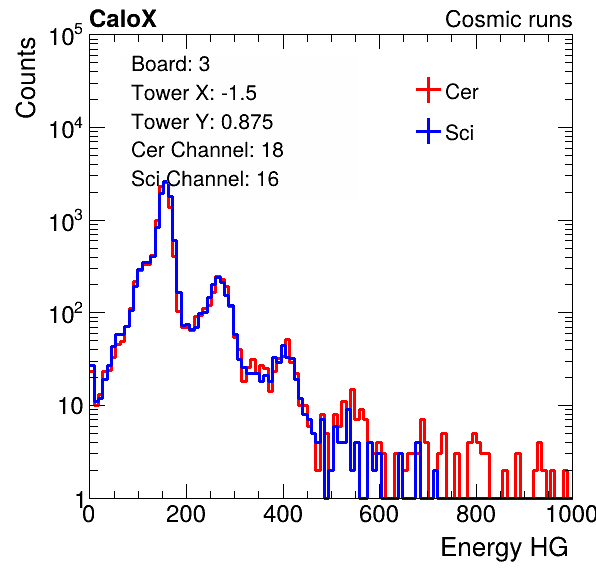 CaloX Cosmic runs
Counts
10^5
10^4
10^3
10^2
10
1
Board: 3
Tower X: -1.5
Tower Y: 0.875
Cer Channel: 18
Sci Channel: 16
Cer
Sci
0 200 400 600 800 1000
Energy HG